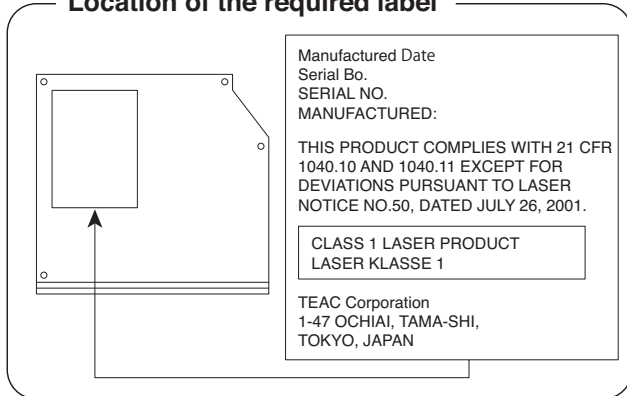 Location of the required label
Manufactured Date
Serial Bo.
SERIAL NO.
MANUFACTURED:
THIS PRODUCT COMPLIES WITH 21 CFR
1040.10 AND 1040.11 EXCEPT FOR
DEVIATIONS PURSUANT TO LASER
NOTICE NO.50, DATED JULY 26, 2001.
CLASS 1 LASER PRODUCT
LASER KLASSE 1
TEAC Corporation
1-47 OCHIAI, TAMA-SHI,
TOKYO, JAPAN